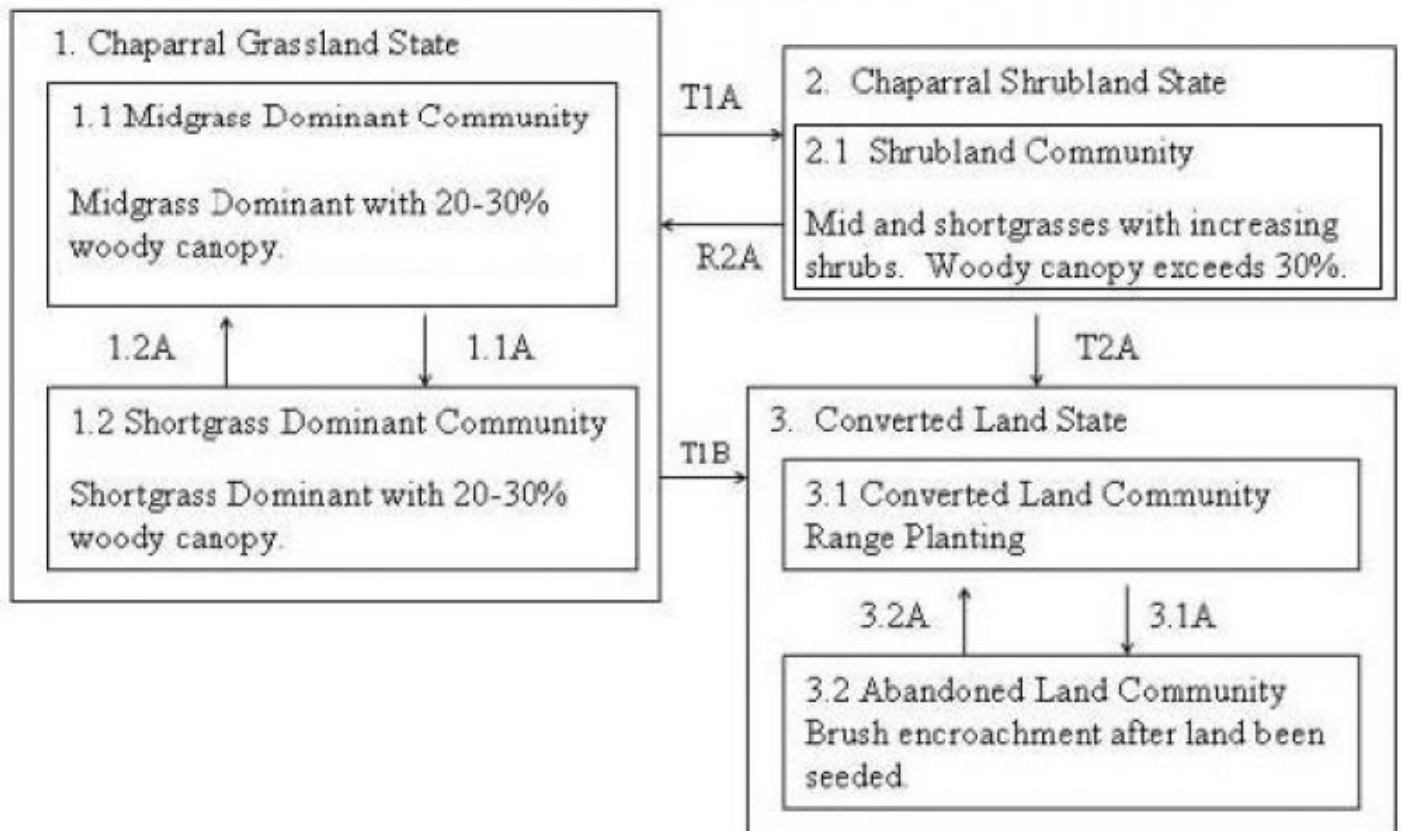 1. Chaparral Grassland State
1.1 Midgrass Dominant Community
Midgrass Dominant with 20-30%
woody canopy.
1.2A
1.1A
1.2 Shortgrass Dominant Community
Shortgrass Dominant with 20-30%
woody canopy.
T1A
R2A
T1B
2. Chaparral Shrubland State
2.1 Shrubland Community
Mid and shortgrasses with increasing
shrubs. Woody canopy exceeds 30%.
T2A
3. Converted Land State
3.1 Converted Land Community
Range Planting
3.2A
3.1A
3.2 Abandoned Land Community
Brush encroachment after land been
seeded.